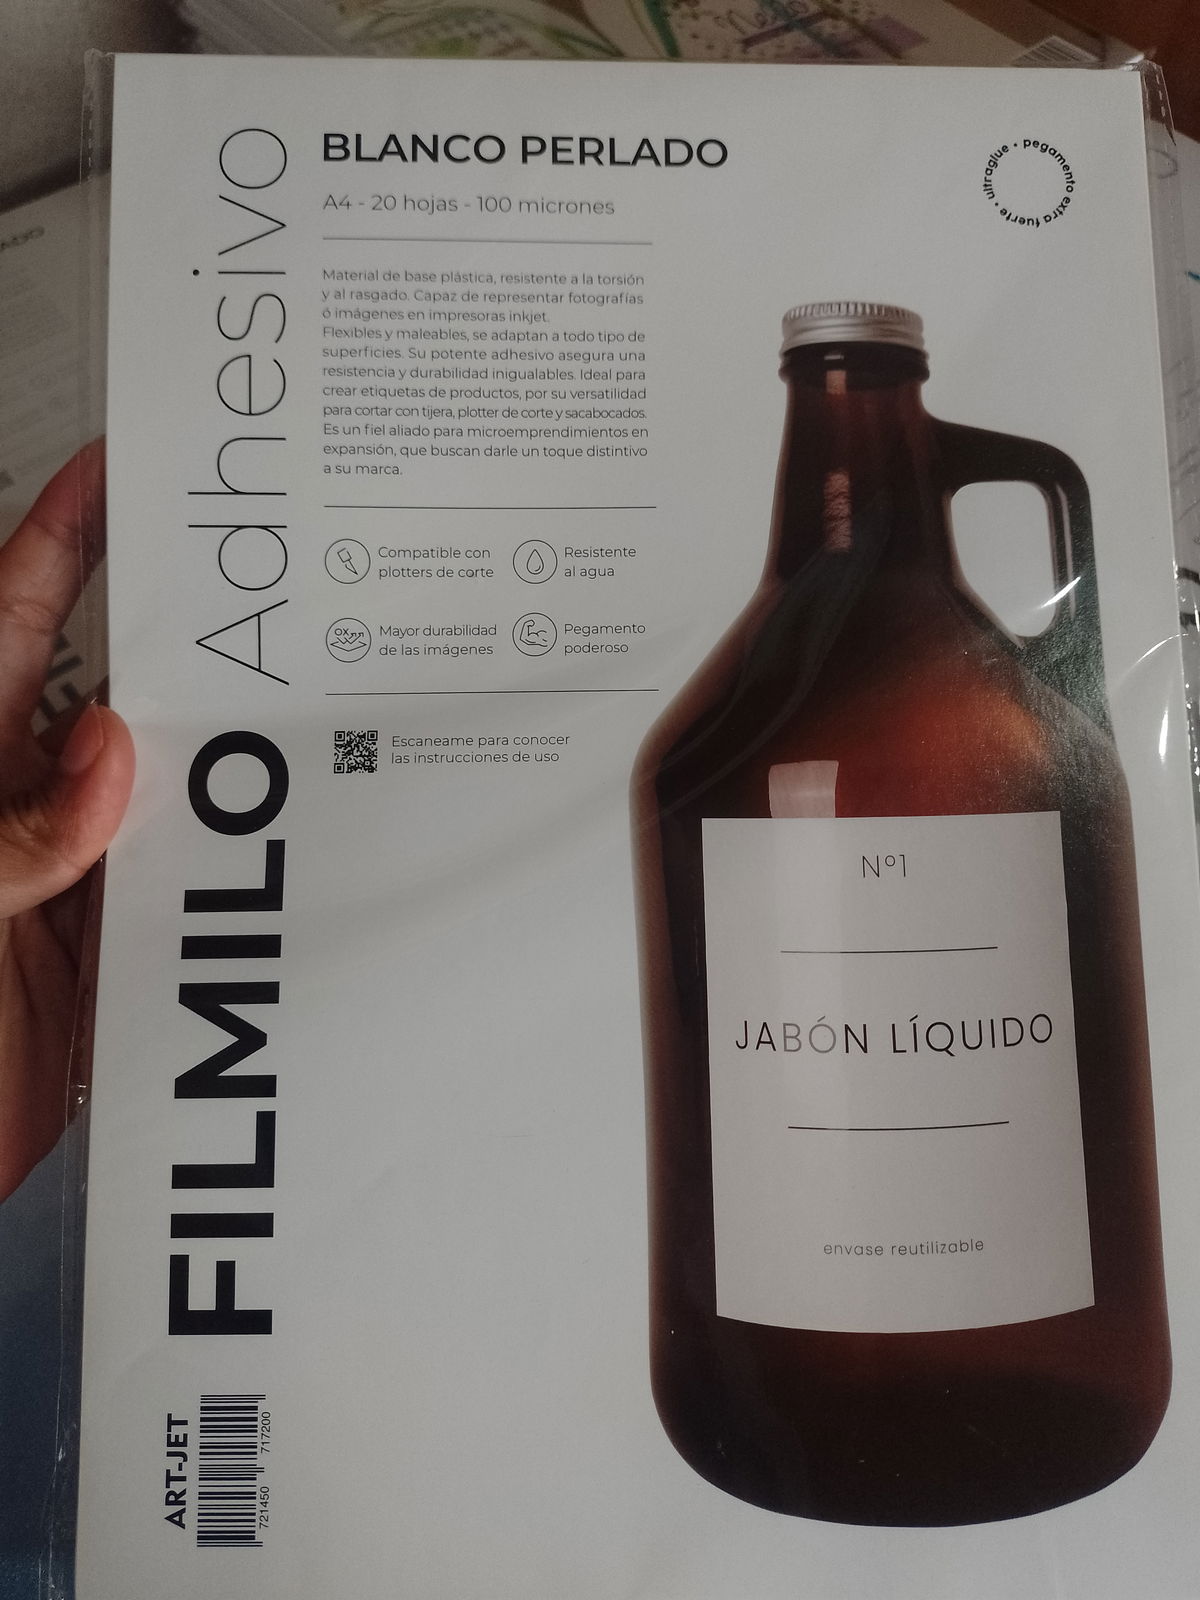 BLANCO PERLADO
A4 - 20 hojas - 100 micrones
ultraglue • pegamento extra fuerte •
Material de base plástica, resistente a la torsión
y al rasgado. Capaz de representar fotografías
ó imágenes en impresoras inkjet.
Flexibles y maleables, se adaptan a todo tipo de
superficies. Su potente adhesivo asegura una
resistencia y durabilidad inigualables. Ideal para
crear etiquetas de productos, por su versatilidad
para cortar con tijera, plotter de corte y sacabocados.
Es un fiel aliado para microemprendimientos en
expansión, que buscan darle un toque distintivo
a su marca.
Compatible con
plotters de corte
Resistente
al agua
OX
Mayor durabilidad
de las imágenes
Pegamento
poderoso
Escaneame para conocer
las instrucciones de uso
FILMILO Adhesivo
ART-JET
721450 717200
Nº1
JABÓN LÍQUIDO
envase reutilizable